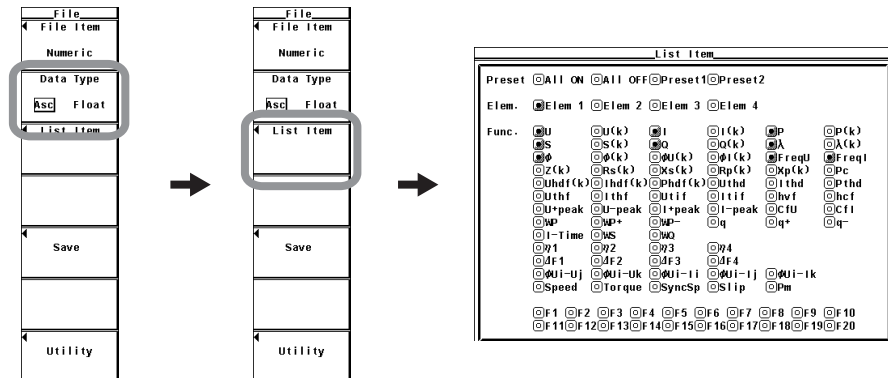 File
File Item
Numeric
Data Type
Asc Float
List Item
Save
Utility
File
File Item
Numeric
Data Type
Asc Float
List Item
Save
Utility
List Item
Preset All ON All OFF Preset1 Preset2
Elem. Elem 1 Elem 2 Elem 3 Elem 4
Func. U U(k) I I(k) P P(k)
S S(k) Q Q(k) λ λ(k)
ϕ ϕ(k) ϕU(k) ϕI(k) FreqU FreqI
Z(k) Rs(k) Xs(k) Rp(k) Xp(k) Pc
Uhdf(k) Ihdf(k) Phdf(k) Uthd Ithd Pthd
Uthf Ithf Utif Itif hvf hcf
U+peak U-peak I+peak I-peak CfU CfI
WP WP+ WP- q q+ q-
I-Time WS WQ
η1 η2 η3 η4
ΔF1 ΔF2 ΔF3 ΔF4
ϕUi-Uj ϕUi-Uk ϕUi-Ii ϕUi-Ij ϕUi-Ik
Speed Torque SyncSp Slip Pm
F1 F2 F3 F4 F5 F6 F7 F8 F9 F10
F11 F12 F13 F14 F15 F16 F17 F18 F19 F20